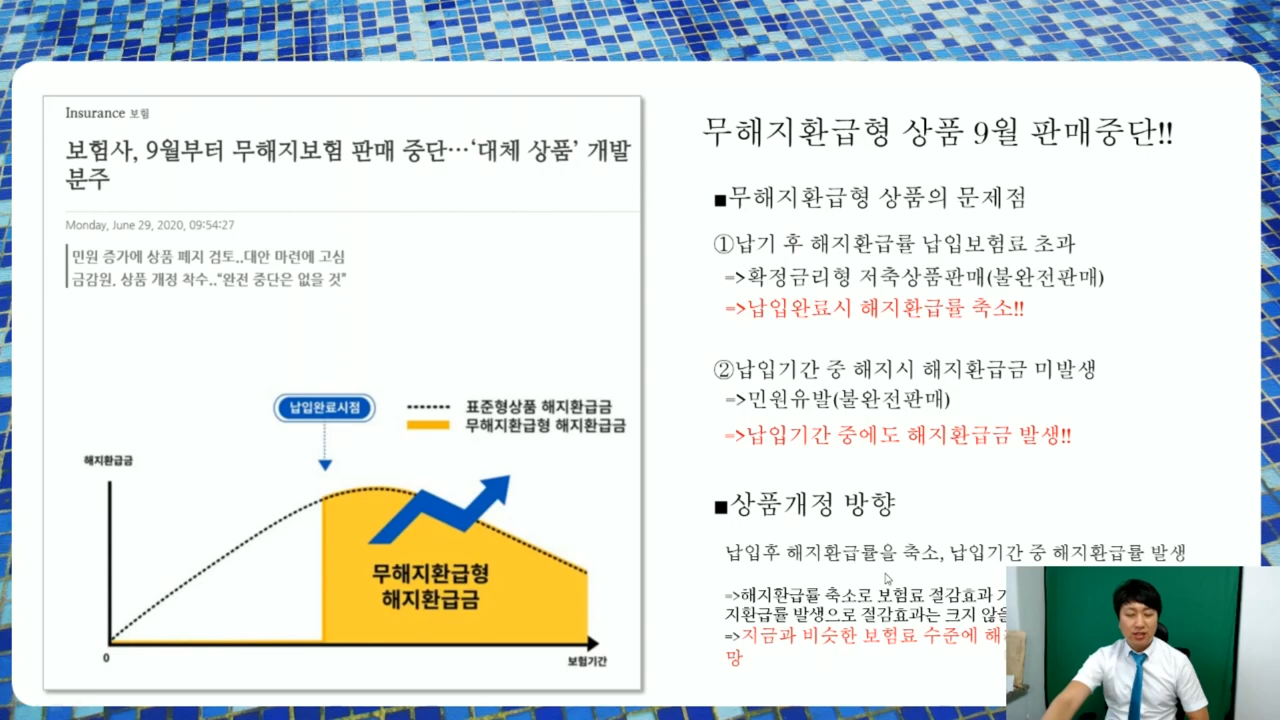 Insurance 보험
보험사, 9월부터 무해지보험 판매 중단…‘대체 상품’ 개발
분주
Monday, June 29, 2020, 09:54:27
민원 증가에 상품 폐지 검토..대안 마련에 고심
금감원, 상품 개정 착수..“완전 중단은 없을 것”
납입완료시점
표준형상품 해지환급금
무해지환급형 해지환급금
해지환급금
무해지환급형
해지환급금
0
보험기간
무해지환급형 상품 9월 판매중단!!
■무해지환급형 상품의 문제점
①납기 후 해지환급률 납입보험료 초과
=>확정금리형 저축상품판매(불완전판매)
=>납입완료시 해지환급률 축소!!
②납입기간 중 해지시 해지환급금 미발생
=>민원유발(불완전판매)
=>납입기간 중에도 해지환급금 발생!!
■상품개정 방향
납입후 해지환급률을 축소, 납입기간 중 해지환급률 발생
=>해지환급률 축소로 보험료 절감효과
지환급률 발생으로 절감효과는 크지
=>지금과 비슷한 보험료 수준에
망